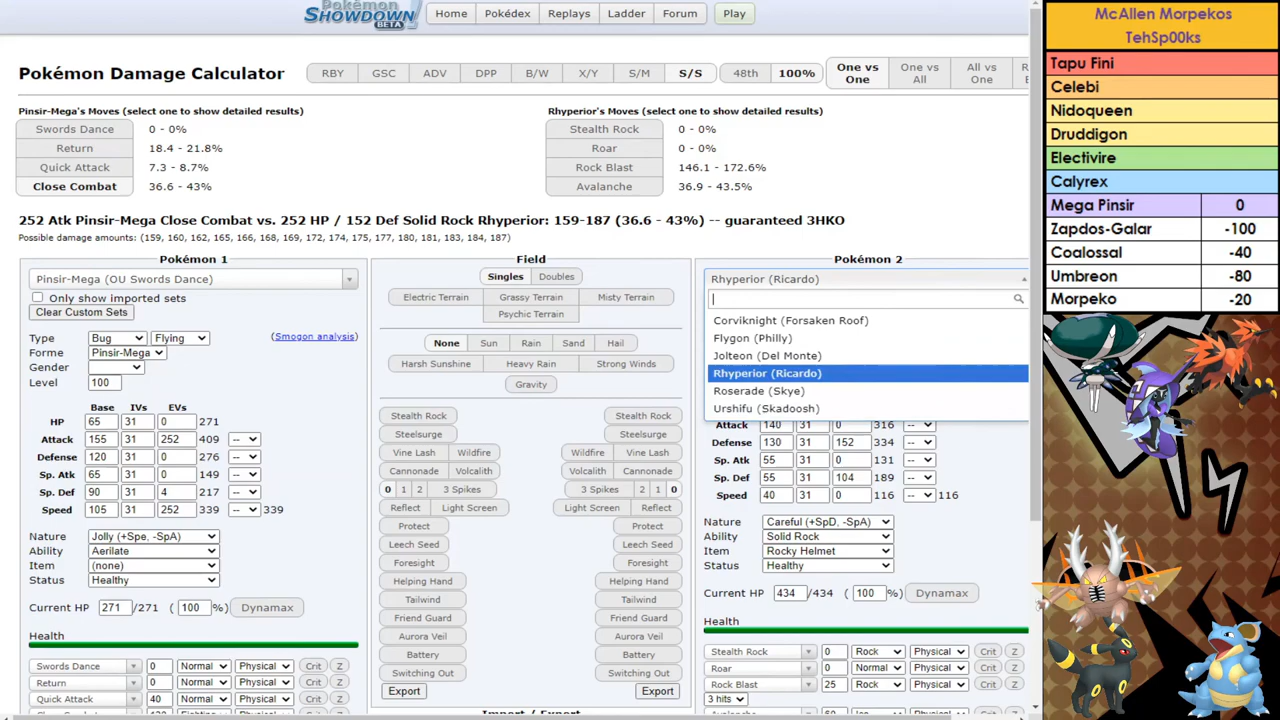 Pokémon
SHOWDOWN
BETA
Home Pokédex Replays Ladder Forum Play
Pokémon Damage Calculator
RBY GSC ADV DPP B/W X/Y S/M S/S 48th 100% One vs One All vs
One All One
Pinsir-Mega's Moves (select one to show detailed results)
Swords Dance 0 - 0%
Return 18.4 - 21.8%
Quick Attack 7.3 - 8.7%
Close Combat 36.6 - 43%
Rhyperior's Moves (select one to show detailed results)
Stealth Rock 0 - 0%
Roar 0 - 0%
Rock Blast 146.1 - 172.6%
Avalanche 36.9 - 43.5%
252 Atk Pinsir-Mega Close Combat vs. 252 HP / 152 Def Solid Rock Rhyperior: 159-187 (36.6 - 43%) -- guaranteed 3HKO
Possible damage amounts: (159, 160, 162, 165, 166, 168, 169, 172, 174, 175, 177, 180, 181, 183, 184, 187)
Pokémon 1
Pinsir-Mega (OU Swords Dance)
Only show imported sets
Clear Custom Sets
Type Bug Flying (Smogon analysis)
Forme Pinsir-Mega
Gender
Level 100
Base IVs EVs
HP 65 31 0 271
Attack 155 31 252 409 --
Defense 120 31 0 276 --
Sp. Atk 65 31 0 149 --
Sp. Def 90 31 4 217 --
Speed 105 31 252 339 -- 339
Nature Jolly (+Spe, -SpA)
Ability Aerilate
Item (none)
Status Healthy
Current HP 271 /271 ( 100 %) Dynamax
Health
Swords Dance 0 Normal Physical Crit Z
Return 0 Normal Physical Crit Z
Quick Attack 40 Normal Physical Crit Z
Field
Singles Doubles
Electric Terrain Grassy Terrain Misty Terrain
Psychic Terrain
None Sun Rain Sand Hail
Harsh Sunshine Heavy Rain Strong Winds
Gravity
Stealth Rock Stealth Rock
Steelsurge Steelsurge
Vine Lash Wildfire Wildfire Vine Lash
Cannonade Volcalith Volcalith Cannonade
0 1 2 3 Spikes 3 Spikes 2 1 0
Reflect Light Screen Light Screen Reflect
Protect Protect
Leech Seed Leech Seed
Foresight Foresight
Helping Hand Helping Hand
Tailwind Tailwind
Friend Guard Friend Guard
Aurora Veil Aurora Veil
Battery Battery
Switching Out Switching Out
Export Export
Import / Export
Pokémon 2
Rhyperior (Ricardo)
Corviknight (Forsaken Roof)
Flygon (Philly)
Jolteon (Del Monte)
Rhyperior (Ricardo)
Roserade (Skye)
Urshifu (Skadoosh)
Attack 140 31 0 316 --
Defense 130 31 152 334 --
Sp. Atk 55 31 0 131 --
Sp. Def 55 31 104 189 --
Speed 40 31 0 116 -- 116
Nature Careful (+SpD, -SpA)
Ability Solid Rock
Item Rocky Helmet
Status Healthy
Current HP 434 /434 ( 100 %) Dynamax
Health
Stealth Rock 0 Rock Physical Crit Z
Roar 0 Normal Physical Crit Z
Rock Blast 25 Rock Physical Crit Z
3 hits
McAllen Morpekos
TehSp00ks
Tapu Fini
Celebi
Nidoqueen
Druddigon
Electivire
Calyrex
Mega Pinsir 0
Zapdos-Galar -100
Coalossal -40
Umbreon -80
Morpeko -20